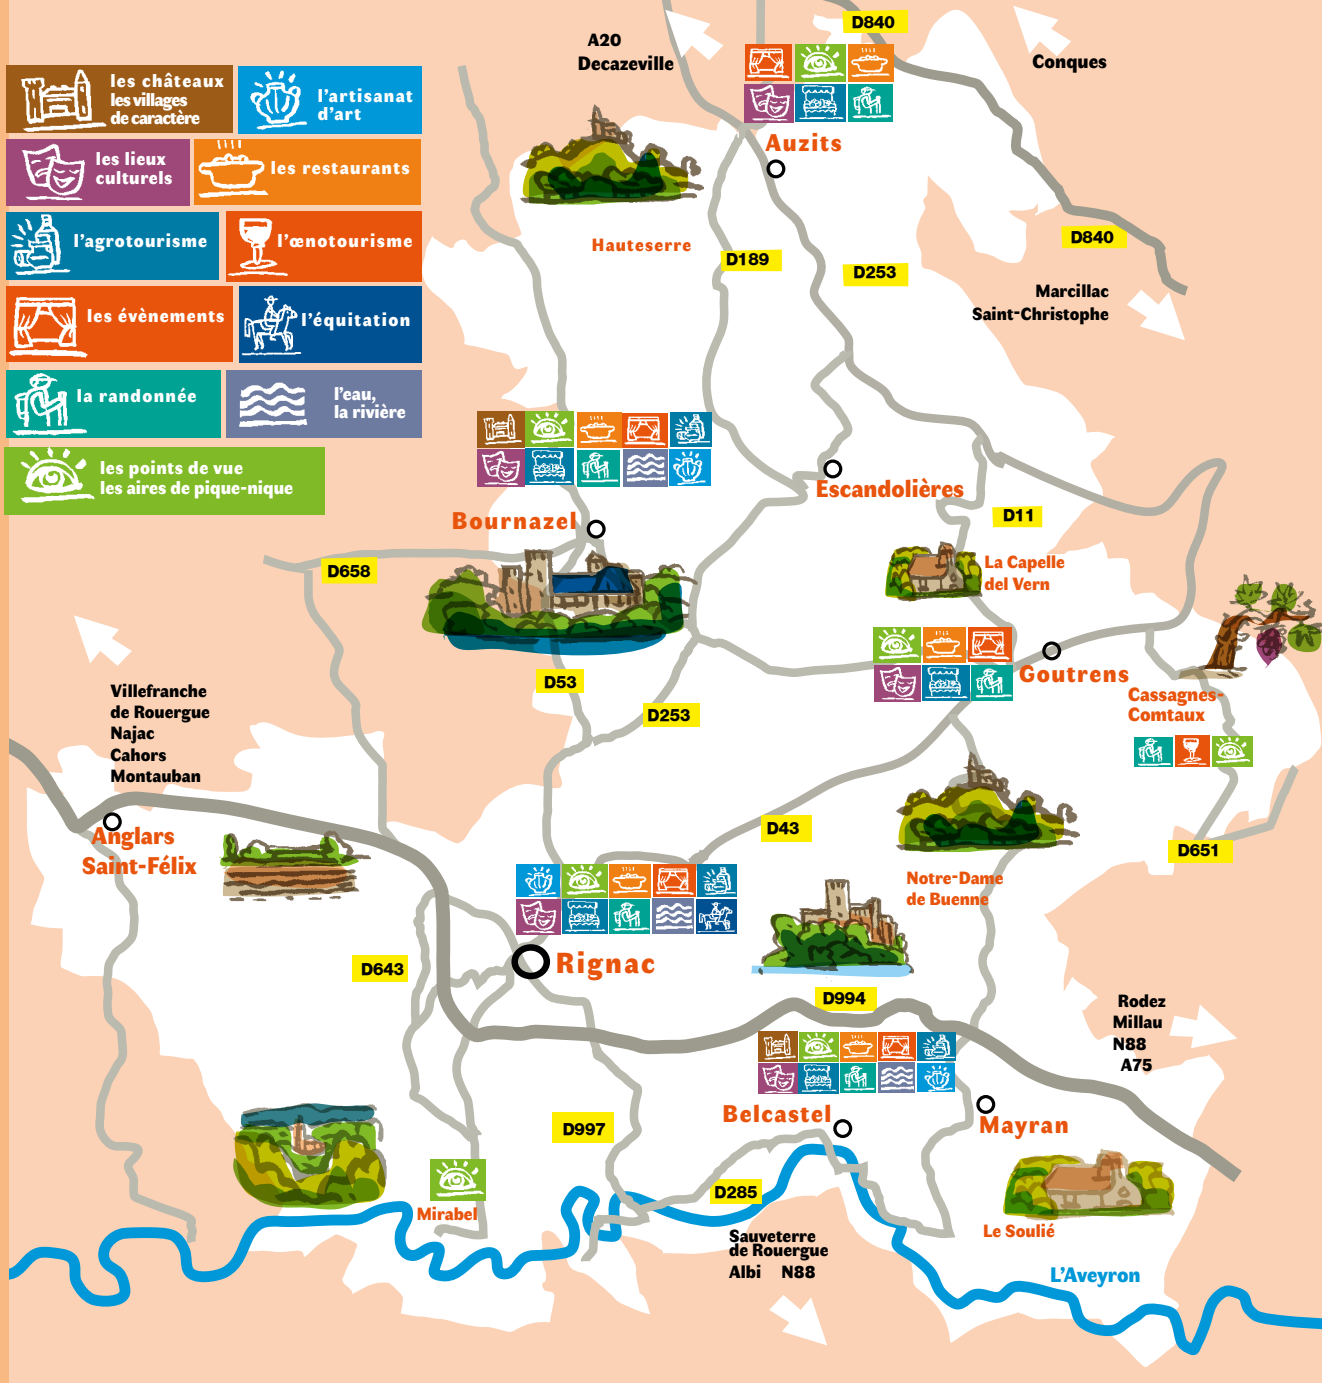 D840
A20
Decazeville
Conques
les châteaux
les villages
de caractère
l'artisanat
d'art
Auzits
les lieux
culturels
les restaurants
Hauteserre
l'agrotourisme
l'œnotourisme
D840
D189
D253
Marcillac
Saint-Christophe
les évènements
l'équitation
la randonnée
l'eau,
la rivière
les points de vue
les aires de pique-nique
Escandolières
Bournazel
D11
La Capelle
del Vern
D658
Goutrens
D53
D253
Cassagnes-
Comtaux
Villefranche
de Rouergue
Najac
Cahors
Montauban
Anglars
Saint-Félix
D43
D651
Notre-Dame
de Buenne
Rignac
D643
D994
Rodez
Millau
N88
A75
Belcastel
Mayran
D997
D285
Mirabel
Le Soulié
Sauveterre
de Rouergue
Albi N88
L'Aveyron